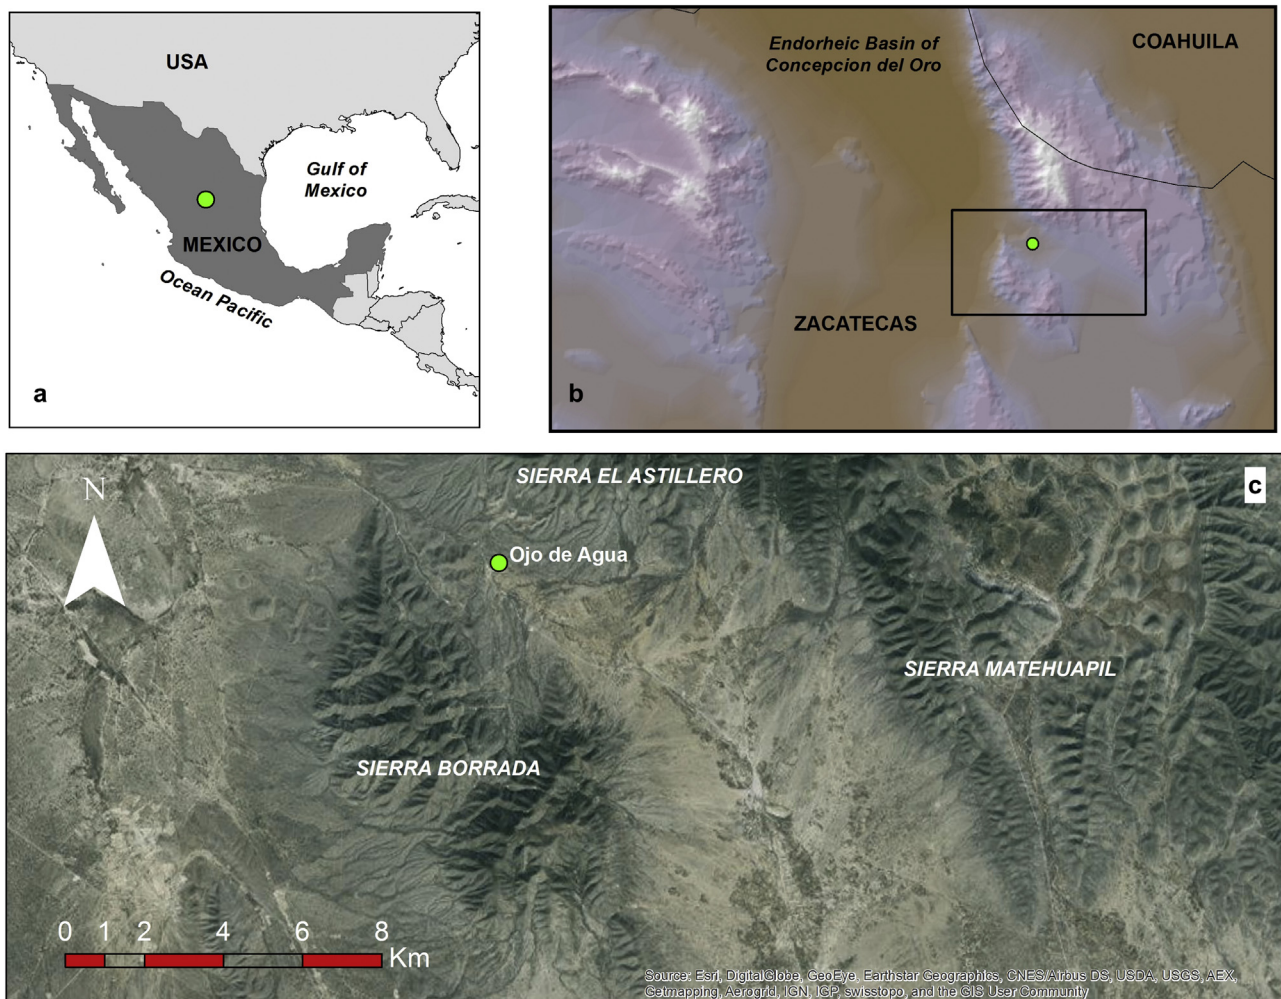 USA
Gulf of
Mexico
MEXICO
Ocean Pacific
a
Endorheic Basin of
Concepcion del Oro
COAHUILA
ZACATECAS
b
SIERRA EL ASTILLERO
c
N
Ojo de Agua
SIERRA MATEHUAPIL
SIERRA BORRADA
0 1 2 4 6 8
Km
Source: Esri, DigitalGlobe, GeoEye, Earthstar Geographics, CNES/Airbus DS, USDA, USGS, AEX,
Getmapping, Aerogrid, IGN, IGP, swisstopo, and the GIS User Community